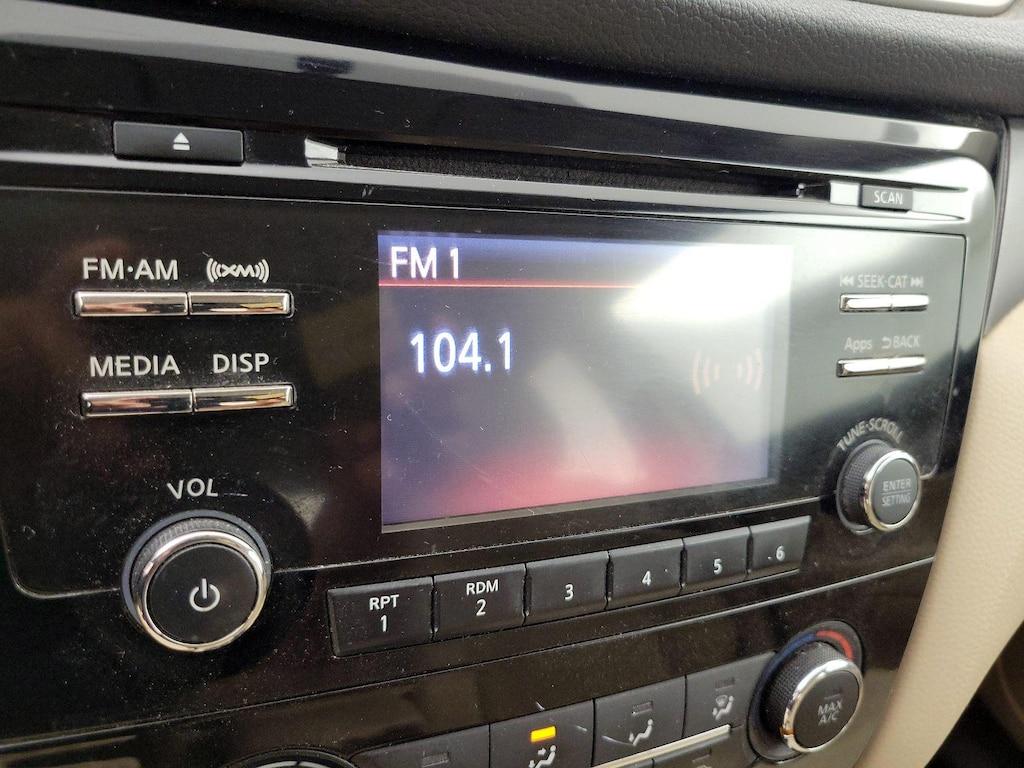 SCAN
FM·AM
((XM))
FM 1
SEEK·CAT
MEDIA
DISP
104.1
Apps
BACK
TUNE·SCROLL
VOL
ENTER
SETTING
RPT
1
RDM
2
3
4
5
6
MAX
A/C